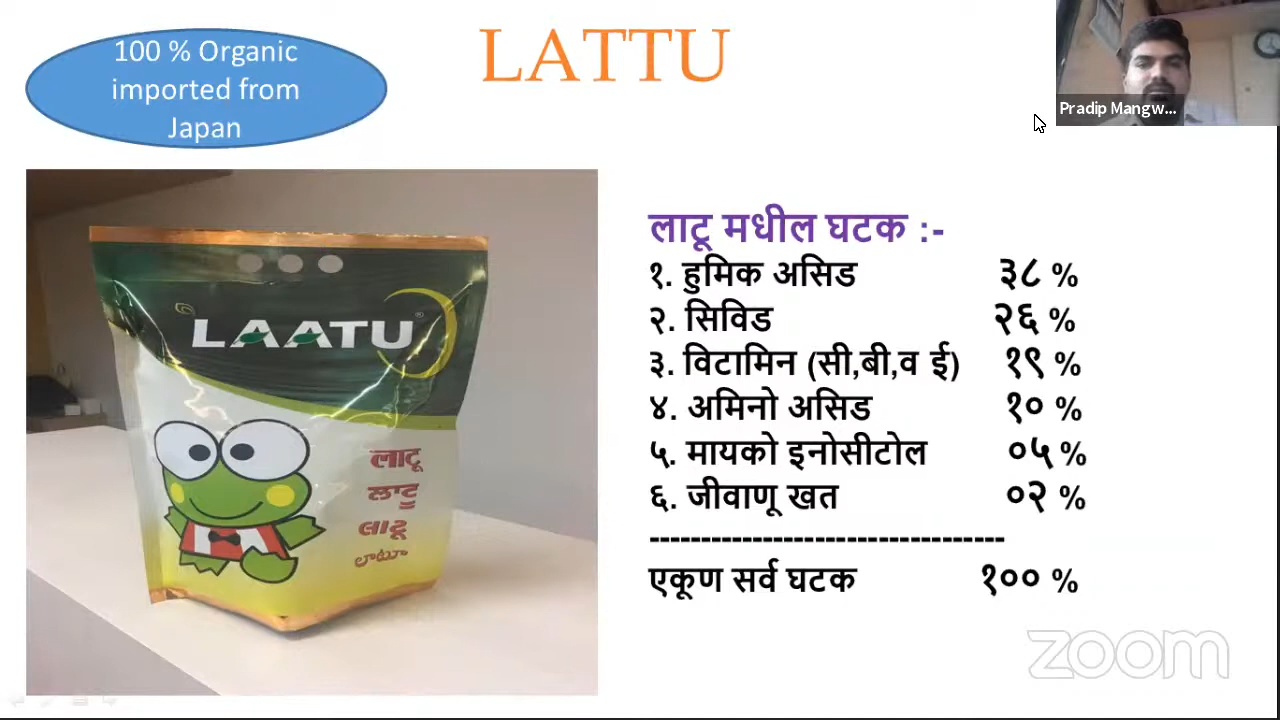 100 % Organic
imported from
Japan
LATTU
Pradip Mangw...
LAATU
लाटू
ਲਾਟੂ
લાટૂ
లాటూ
लाटू मधील घटक :-
१. हुमिक असिड ३८ %
२. सिविड २६ %
३. विटामिन (सी,बी,व ई) १९ %
४. अमिनो असिड १० %
५. मायको इनोसीटोल ०५ %
६. जीवाणू खत ०२ %
-----------------------------------
एकूण सर्व घटक १०० %
zoom